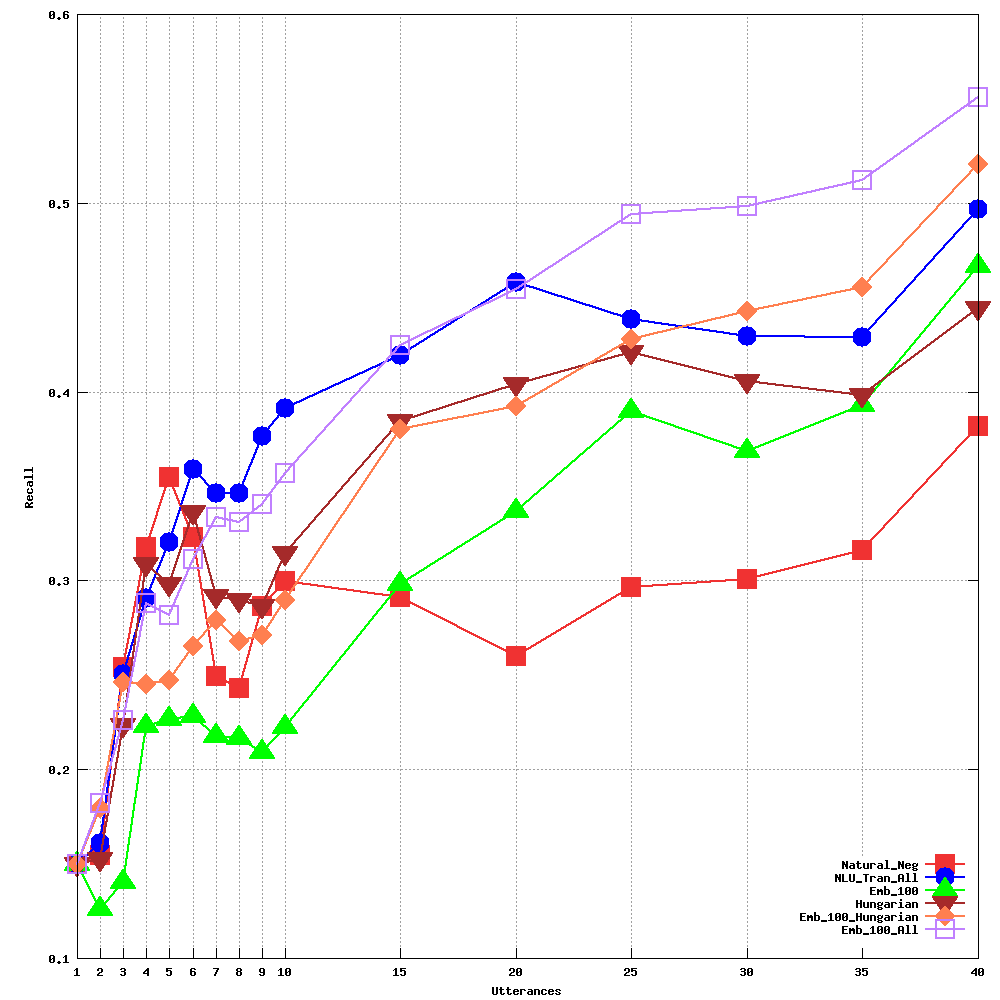 0.6
0.5
0.4
0.3
0.2
0.1
Recall
1 2 3 4 5 6 7 8 9 10 15 20 25 30 35 40
Utterances
Natural_Neg
NLU_Tran_All
Emb_100
Hungarian
Emb_100_Hungarian
Emb_100_All